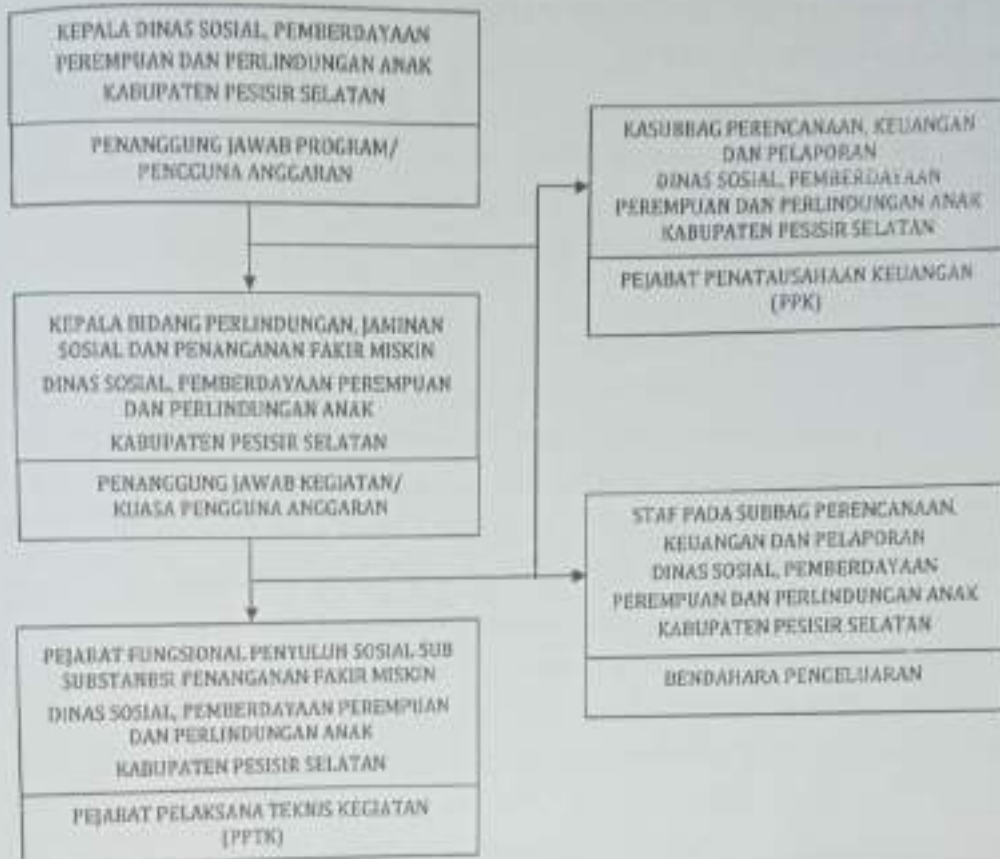 KEPALA DINAS SOSIAL, PEMBERDAYAAN
PEREMPUAN DAN PERLINDUNGAN ANAK
KABUPATEN PESISIR SELATAN
PENANGGUNG JAWAB PROGRAM/
PENGGUNA ANGGARAN
KEPALA BIDANG PERLINDUNGAN, JAMINAN
SOSIAL DAN PENANGANAN FAKIR MISKIN
DINAS SOSIAL, PEMBERDAYAAN PEREMPUAN
DAN PERLINDUNGAN ANAK
KABUPATEN PESISIR SELATAN
PENANGGUNG JAWAB KEGIATAN/
KUASA PENGGUNA ANGGARAN
PEJABAT FUNGSIONAL PENYULUH SOSIAL SUB
SUBSTANSI PENANGANAN FAKIR MISKIN
DINAS SOSIAL, PEMBERDAYAAN PEREMPUAN
DAN PERLINDUNGAN ANAK
KABUPATEN PESISIR SELATAN
PEJABAT PELAKSANA TEKNIS KEGIATAN
(PPTK)
KASUBBAG PERENCANAAN, KEUANGAN
DAN PELAPORAN
DINAS SOSIAL, PEMBERDAYAAN
PEREMPUAN DAN PERLINDUNGAN ANAK
KABUPATEN PESISIR SELATAN
PEJABAT PENATAUSAHAAN KEUANGAN
(PPK)
STAF PADA SUBBAG PERENCANAAN,
KEUANGAN DAN PELAPORAN
DINAS SOSIAL, PEMBERDAYAAN
PEREMPUAN DAN PERLINDUNGAN ANAK
KABUPATEN PESISIR SELATAN
BENDAHARA PENGELUARAN